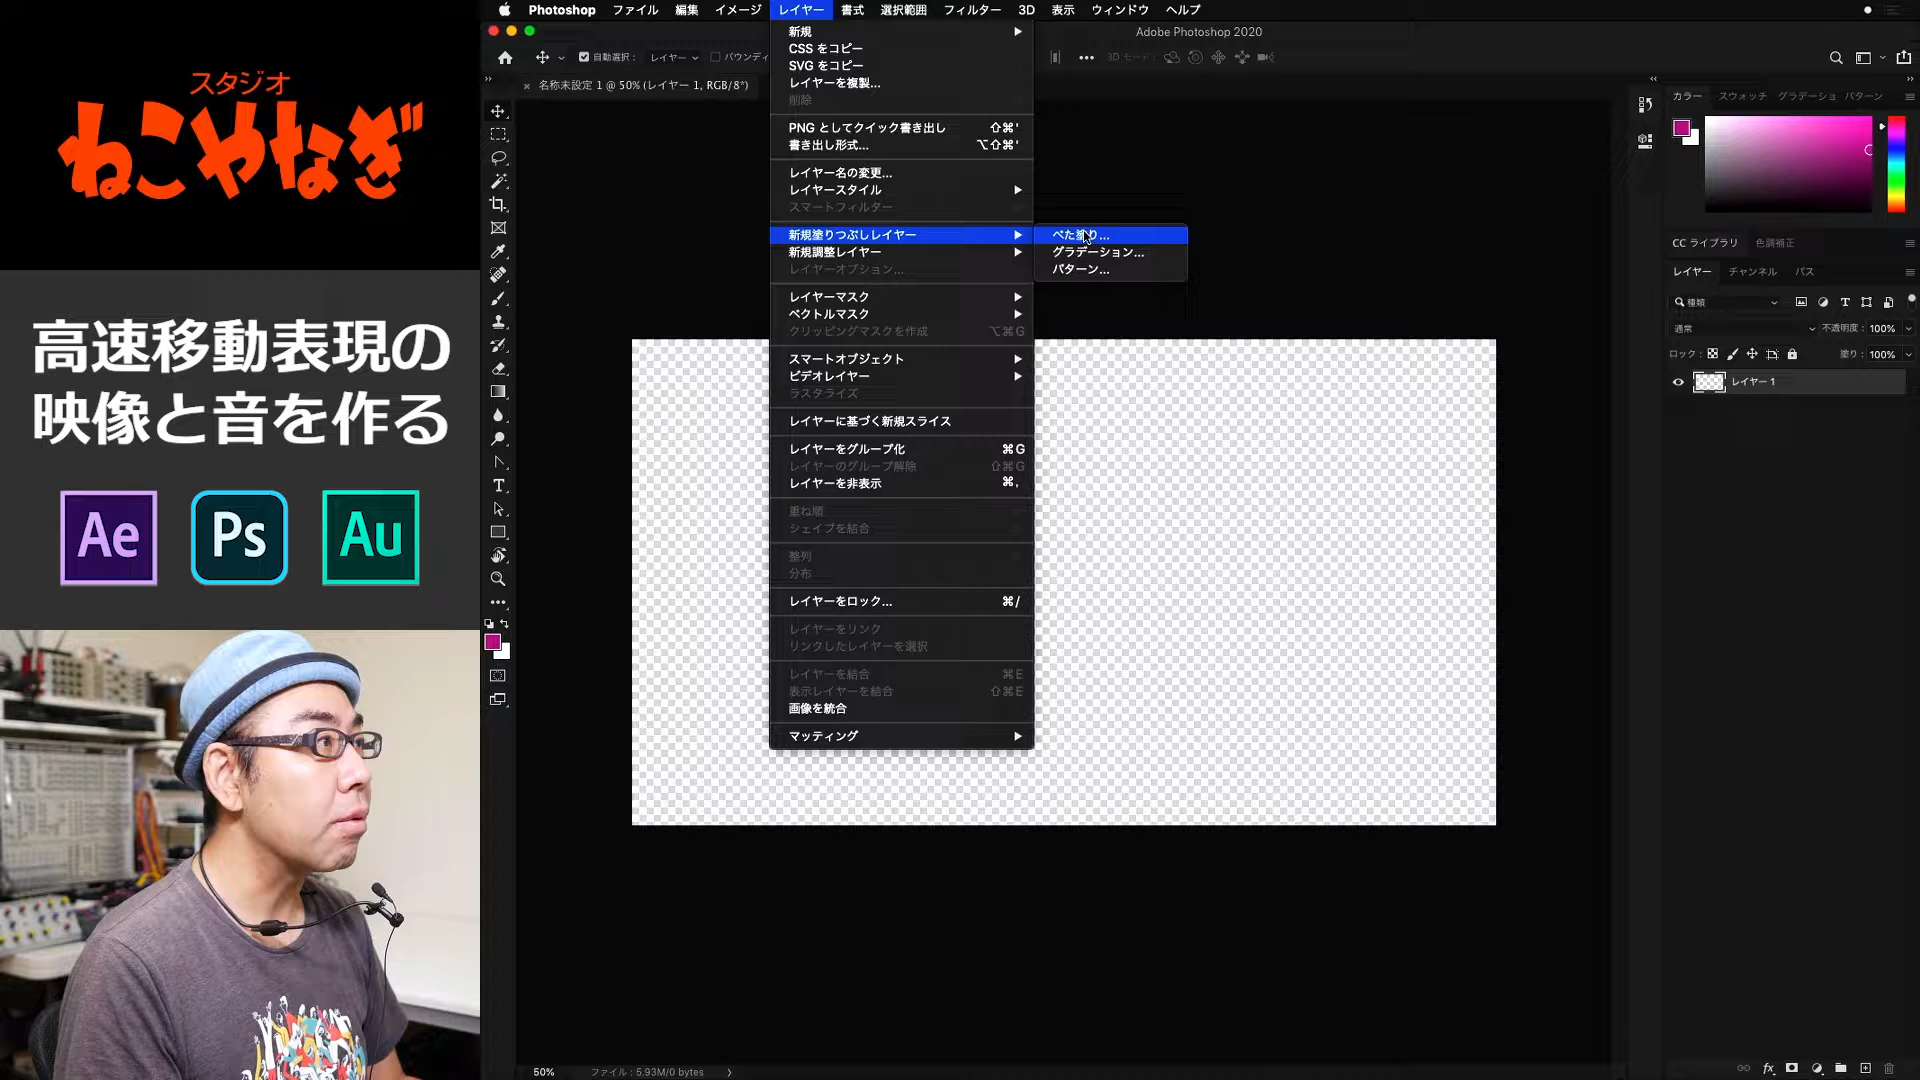 スタジオ
ねこやなぎ
高速移動表現の
映像と音を作る
Ae Ps Au
Photoshop ファイル 編集 イメージ レイヤー 書式 選択範囲 フィルター 3D 表示 ウィンドウ ヘルプ
Adobe Photoshop 2020
自動選択： レイヤー バウンディ
3D モード：
名称未設定 1 @ 50% (レイヤー 1, RGB/8*)
新規
CSS をコピー
SVG をコピー
レイヤーを複製...
削除
PNG としてクイック書き出し ⇧⌘'
書き出し形式... ⌥⇧⌘'
レイヤー名の変更...
レイヤースタイル
スマートフィルター
新規塗りつぶしレイヤー
新規調整レイヤー
レイヤーオプション...
レイヤーマスク
ベクトルマスク
クリッピングマスクを作成 ⌥⌘G
スマートオブジェクト
ビデオレイヤー
ラスタライズ
レイヤーに基づく新規スライス
レイヤーをグループ化 ⌘G
レイヤーのグループ解除 ⇧⌘G
レイヤーを非表示 ⌘,
重ね順
シェイプを結合
整列
分布
レイヤーをロック... ⌘/
レイヤーをリンク
リンクしたレイヤーを選択
レイヤーを結合 ⌘E
表示レイヤーを結合 ⇧⌘E
画像を統合
マッティング
べた塗り...
グラデーション...
パターン...
カラー スウォッチ グラデーショ パターン
CC ライブラリ 色調補正
レイヤー チャンネル パス
種類
通常 不透明度： 100%
ロック： 塗り： 100%
レイヤー 1
50% ファイル : 5.93M/0 bytes